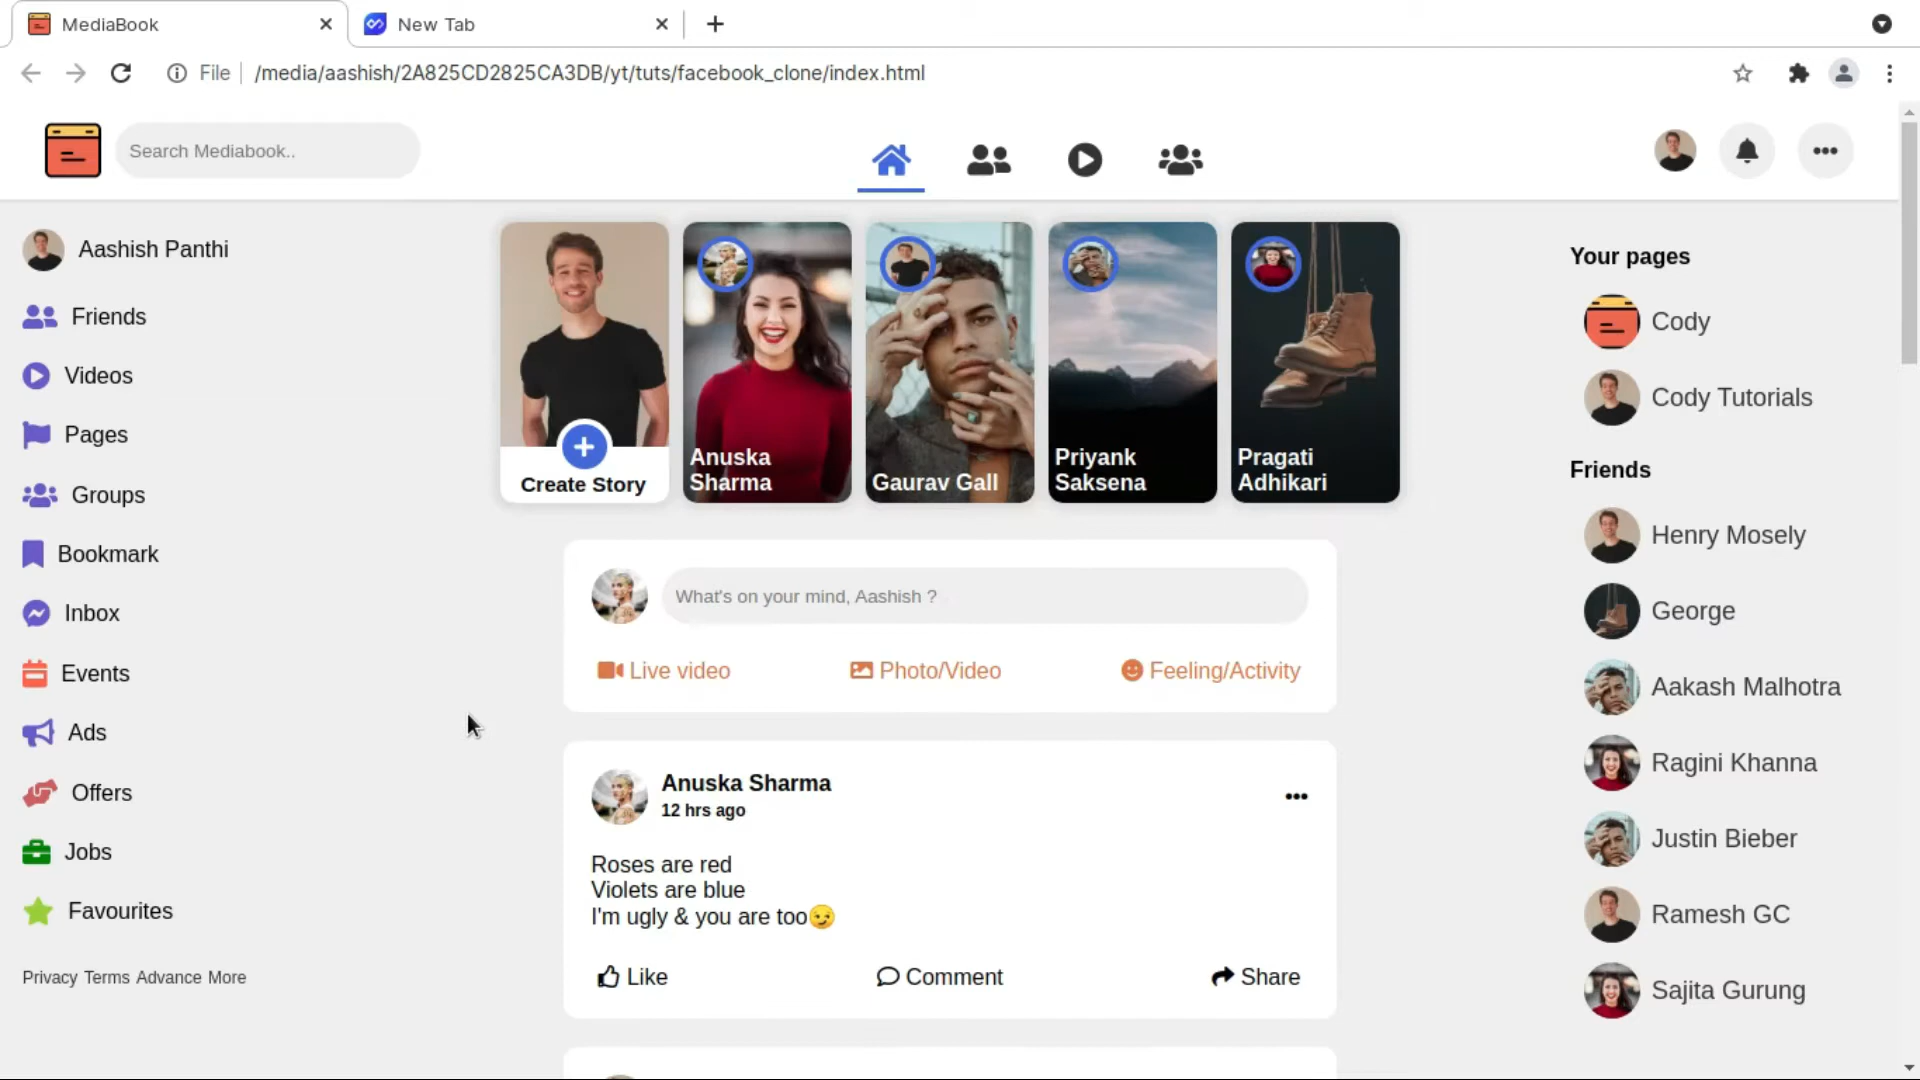 MediaBook
New Tab
File
/media/aashish/2A825CD2825CA3DB/yt/tuts/facebook_clone/index.html
Search Mediabook..
Aashish Panthi
Friends
Videos
Pages
Groups
Bookmark
Inbox
Events
Ads
Offers
Jobs
Favourites
Privacy Terms Advance More
Create Story
Anuska
Sharma
Gaurav Gall
Priyank
Saksena
Pragati
Adhikari
What's on your mind, Aashish ?
Live video
Photo/Video
Feeling/Activity
Anuska Sharma
12 hrs ago
Roses are red
Violets are blue
I'm ugly & you are too😏
Like
Comment
Share
Your pages
Cody
Cody Tutorials
Friends
Henry Mosely
George
Aakash Malhotra
Ragini Khanna
Justin Bieber
Ramesh GC
Sajita Gurung